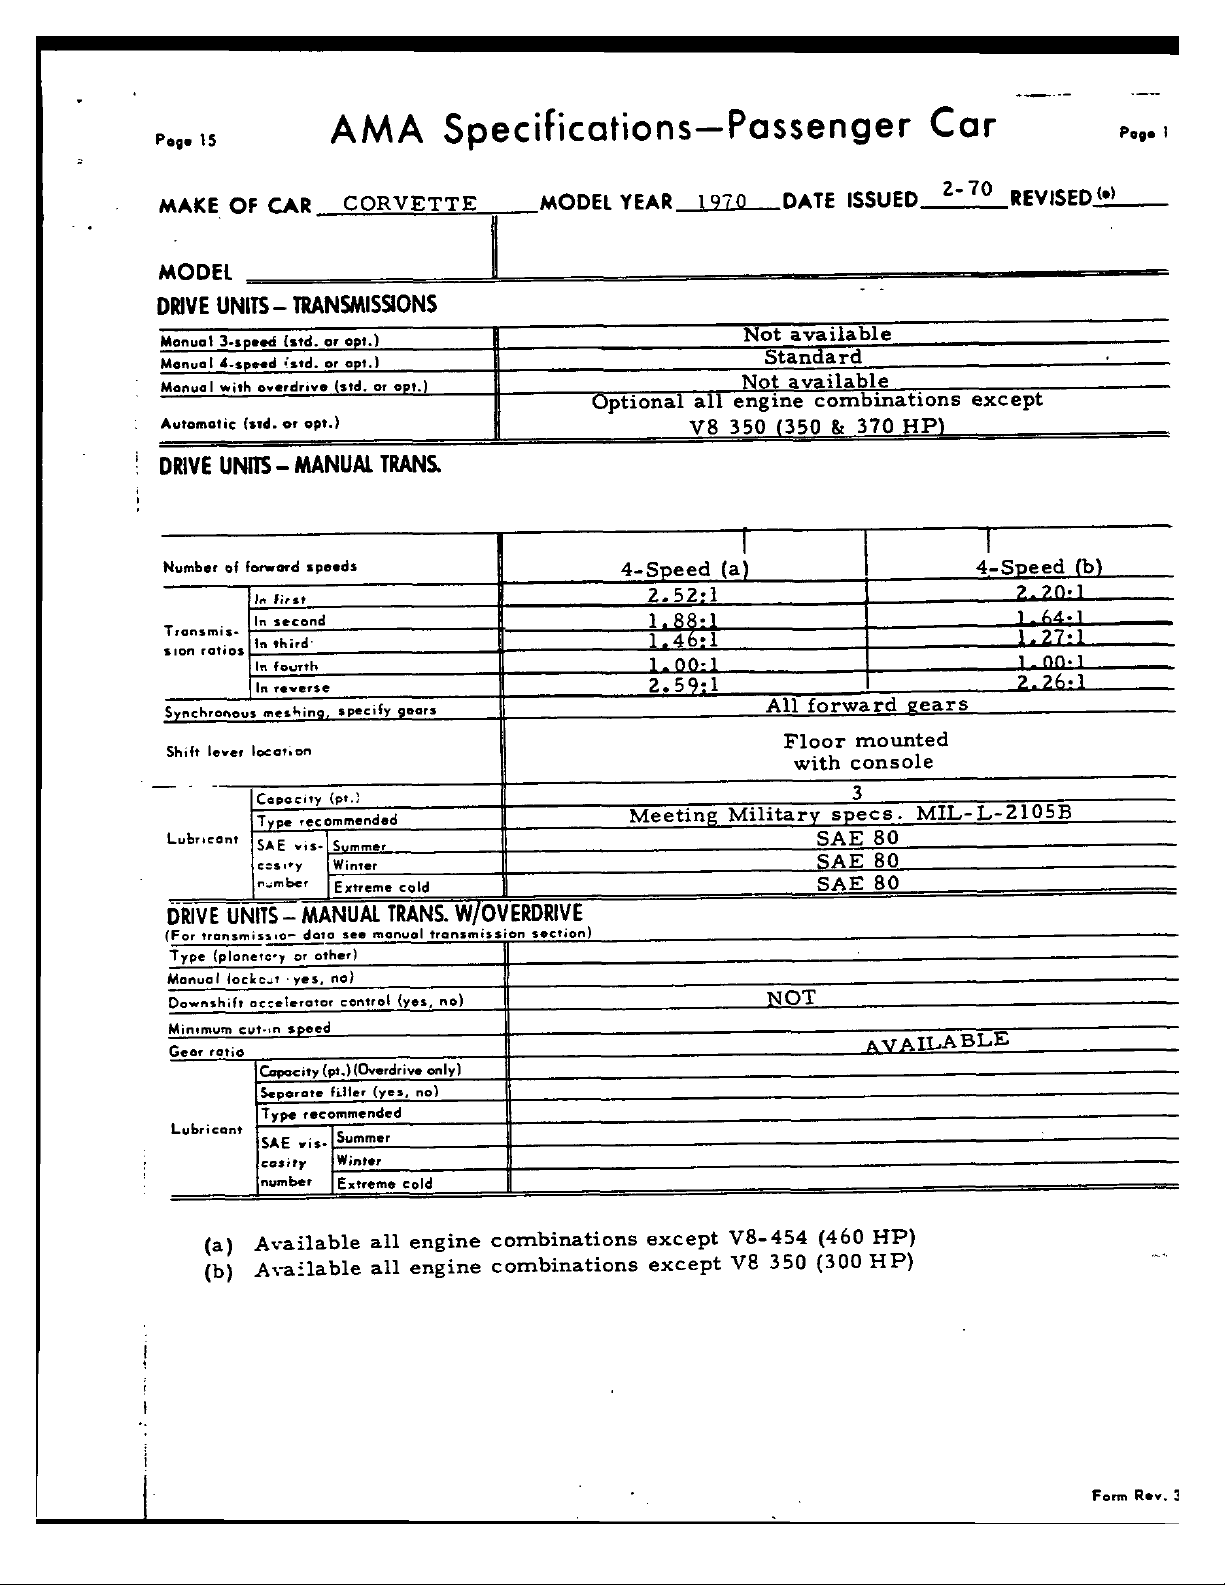 Page 15 AMA Specifications—Passenger Car Page 1
MAKE OF CAR CORVETTE MODEL YEAR 1970 DATE ISSUED 2-70 REVISED (•)
MODEL
DRIVE UNITS – TRANSMISSIONS
Manual 3-speed (std. or opt.) Not available
Manual 4-speed (std. or opt.) Standard
Manual with overdrive (std. or opt.) Not available
Optional all engine combinations except
Automatic (std. or opt.) V8 350 (350 & 370 HP)
DRIVE UNITS – MANUAL TRANS.
Number of forward speeds 4-Speed (a) 4-Speed (b)
Transmis-
sion ratios
In first 2.52:1 2.20:1
In second 1.88:1 1.64:1
In third 1.46:1 1.27:1
In fourth 1.00:1 1.00:1
In reverse 2.59:1 2.26:1
Synchronous meshing, specify gears All forward gears
Shift lever location Floor mounted
with console
Lubricant
Capacity (pt.) 3
Type recommended Meeting Military specs. MIL-L-2105B
SAE vis-
cosity
number
Summer SAE 80
Winter SAE 80
Extreme cold SAE 80
DRIVE UNITS – MANUAL TRANS. W/OVERDRIVE
(For transmission data see manual transmission section)
Type (planetary or other)
Manual lockout (yes, no)
Downshift accelerator control (yes, no) NOT
Minimum cut-in speed
Gear ratio AVAILABLE
Lubricant
Capacity (pt.) (Overdrive only)
Separate filler (yes, no)
Type recommended
SAE vis-
cosity
number
Summer
Winter
Extreme cold
(a) Available all engine combinations except V8-454 (460 HP)
(b) Available all engine combinations except V8 350 (300 HP)
Form Rev. 3